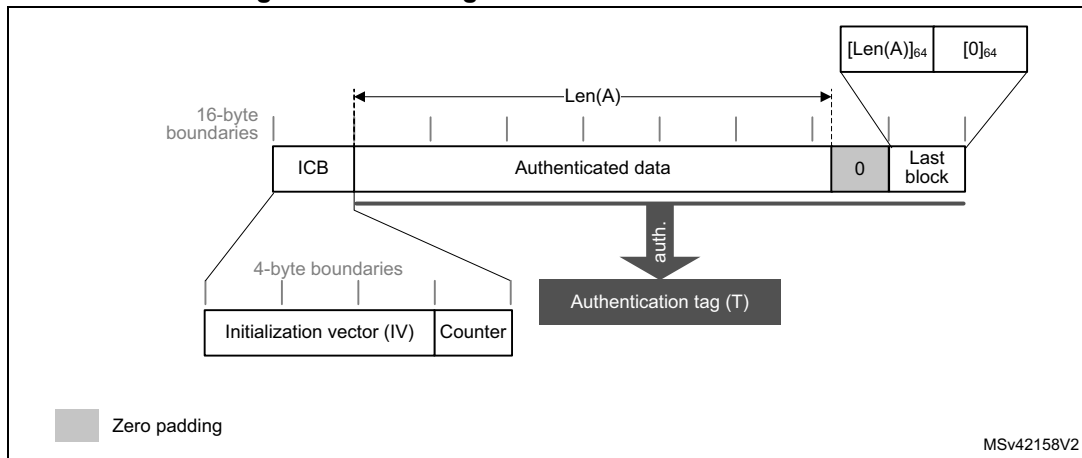 [Len(A)]64 [0]64
Len(A)
16-byte
boundaries
ICB Authenticated data 0 Last
block
auth.
4-byte boundaries
Authentication tag (T)
Initialization vector (IV) Counter
Zero padding
MSv42158V2